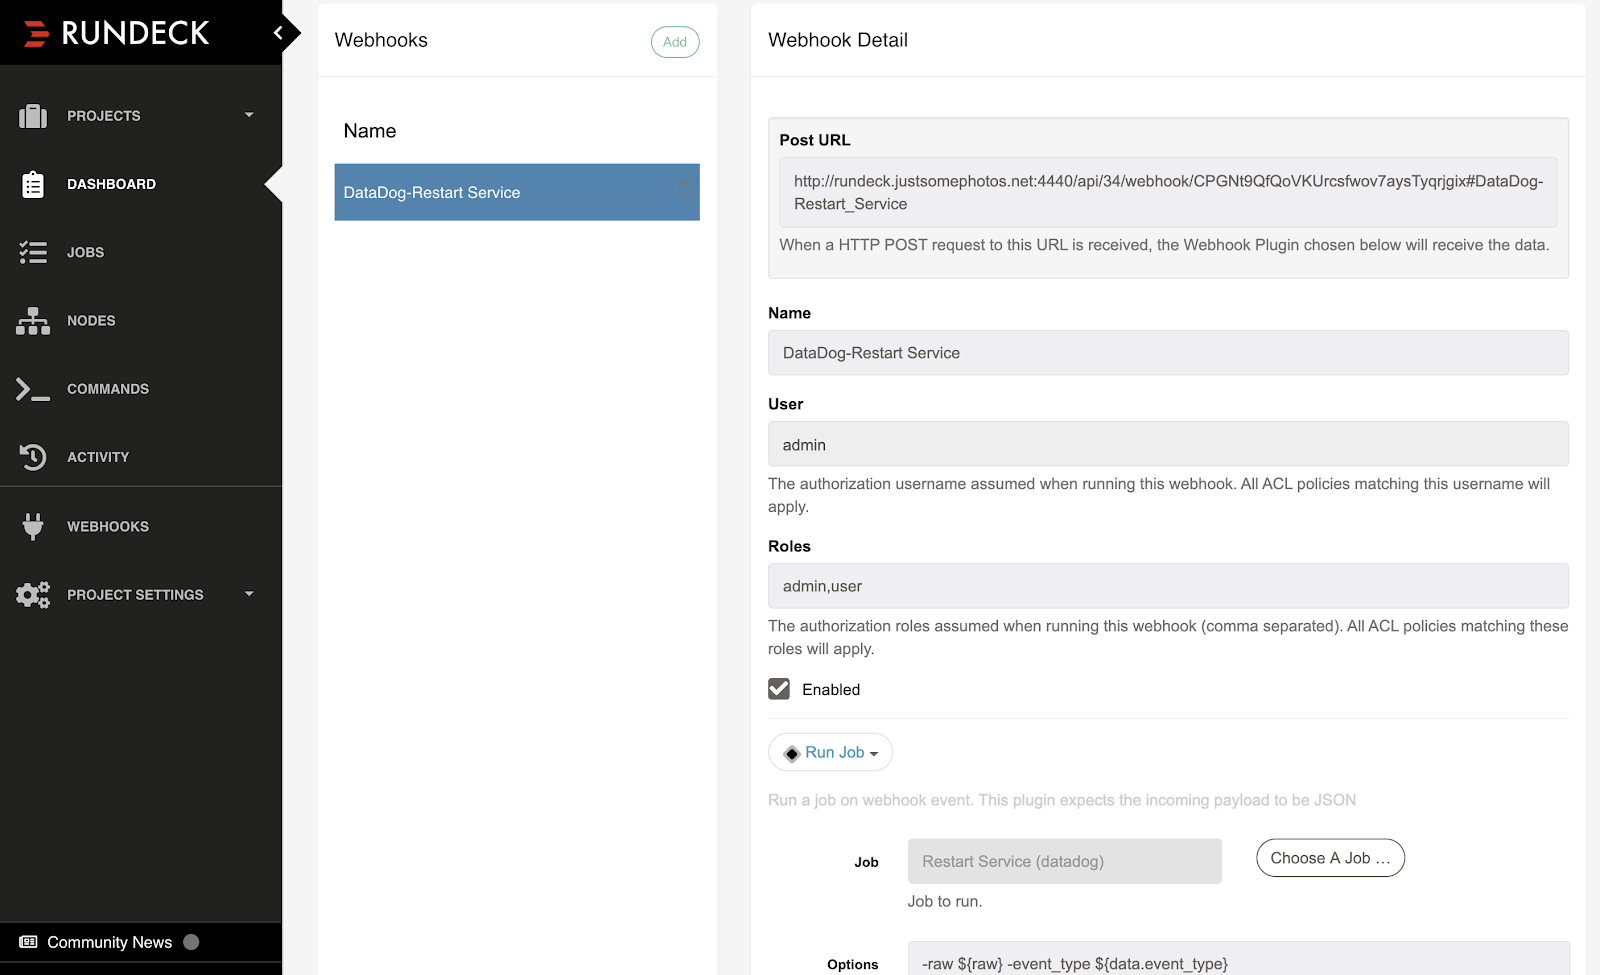 RUNDECK
PROJECTS
DASHBOARD
JOBS
NODES
COMMANDS
ACTIVITY
WEBHOOKS
PROJECT SETTINGS
Community News
Webhooks
Add
Name
DataDog-Restart Service
Webhook Detail
Post URL
http://rundeck.justsomephotos.net:4440/api/34/webhook/CPGNt9QfQoVKUrcsfwov7aysTyqrjgix#DataDog-
Restart_Service
When a HTTP POST request to this URL is received, the Webhook Plugin chosen below will receive the data.
Name
DataDog-Restart Service
User
admin
The authorization username assumed when running this webhook. All ACL policies matching this username will
apply.
Roles
admin,user
The authorization roles assumed when running this webhook (comma separated). All ACL policies matching these
roles will apply.
Enabled
Run Job
Run a job on webhook event. This plugin expects the incoming payload to be JSON
Job
Restart Service (datadog)
Choose A Job …
Job to run.
Options
-raw ${raw} -event_type ${data.event_type}